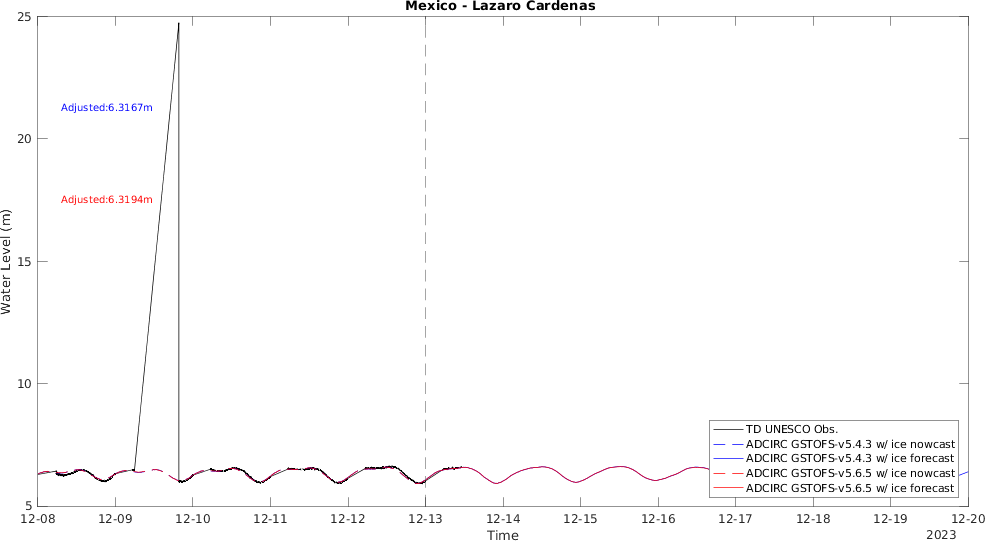 Mexico - Lazaro Cardenas
25
20
15
10
5
Water Level (m)
Adjusted:6.3167m
Adjusted:6.3194m
TD UNESCO Obs.
ADCIRC GSTOFS-v5.4.3 w/ ice nowcast
ADCIRC GSTOFS-v5.4.3 w/ ice forecast
ADCIRC GSTOFS-v5.6.5 w/ ice nowcast
ADCIRC GSTOFS-v5.6.5 w/ ice forecast
12-08 12-09 12-10 12-11 12-12 12-13 12-14 12-15 12-16 12-17 12-18 12-19 12-20
Time
2023